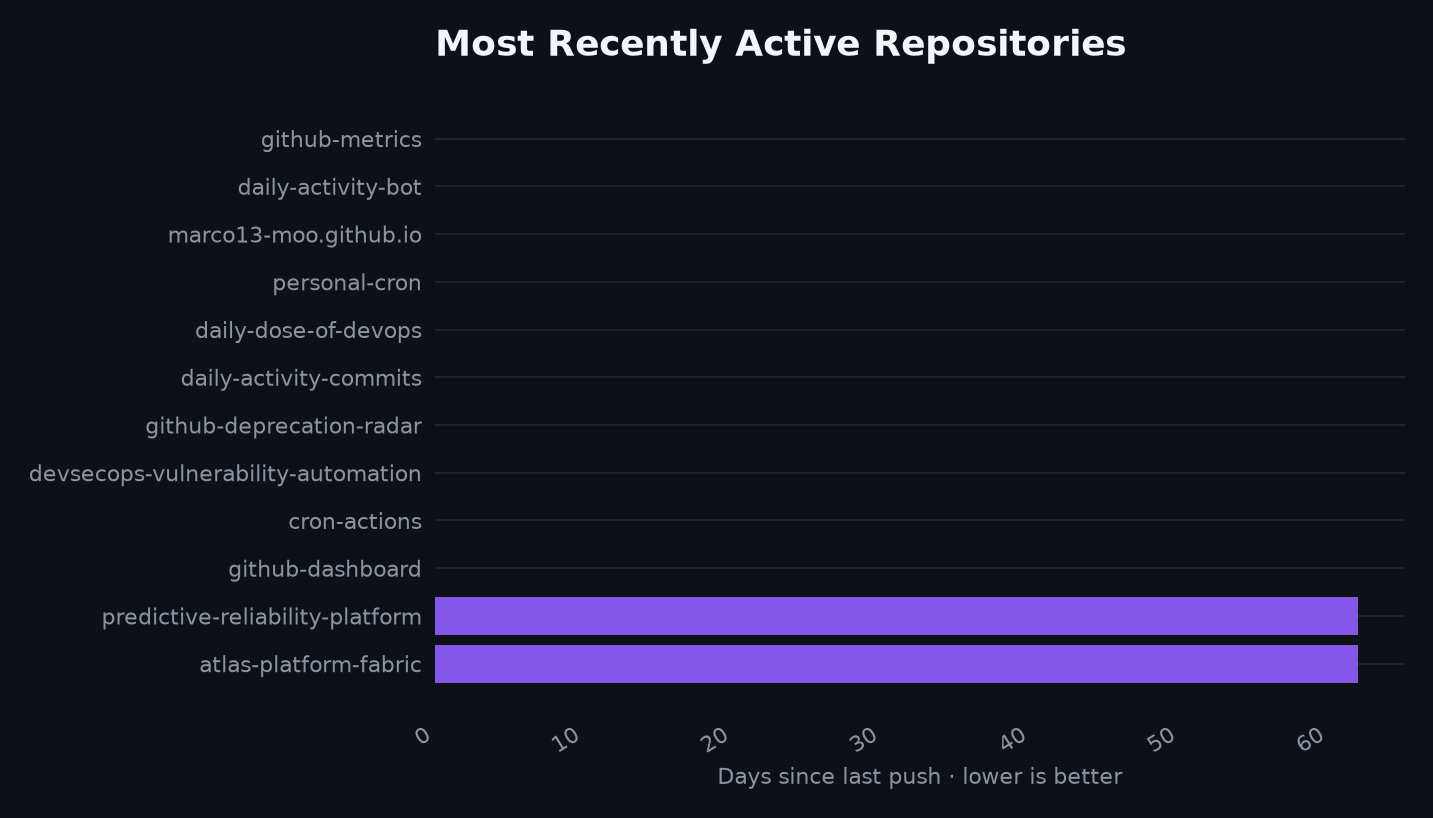 Most Recently Active Repositories
github-metrics
daily-activity-bot
marco13-moo.github.io
personal-cron
daily-dose-of-devops
daily-activity-commits
github-deprecation-radar
devsecops-vulnerability-automation
cron-actions
github-dashboard
predictive-reliability-platform
atlas-platform-fabric
0 10 20 30 40 50 60
Days since last push · lower is better